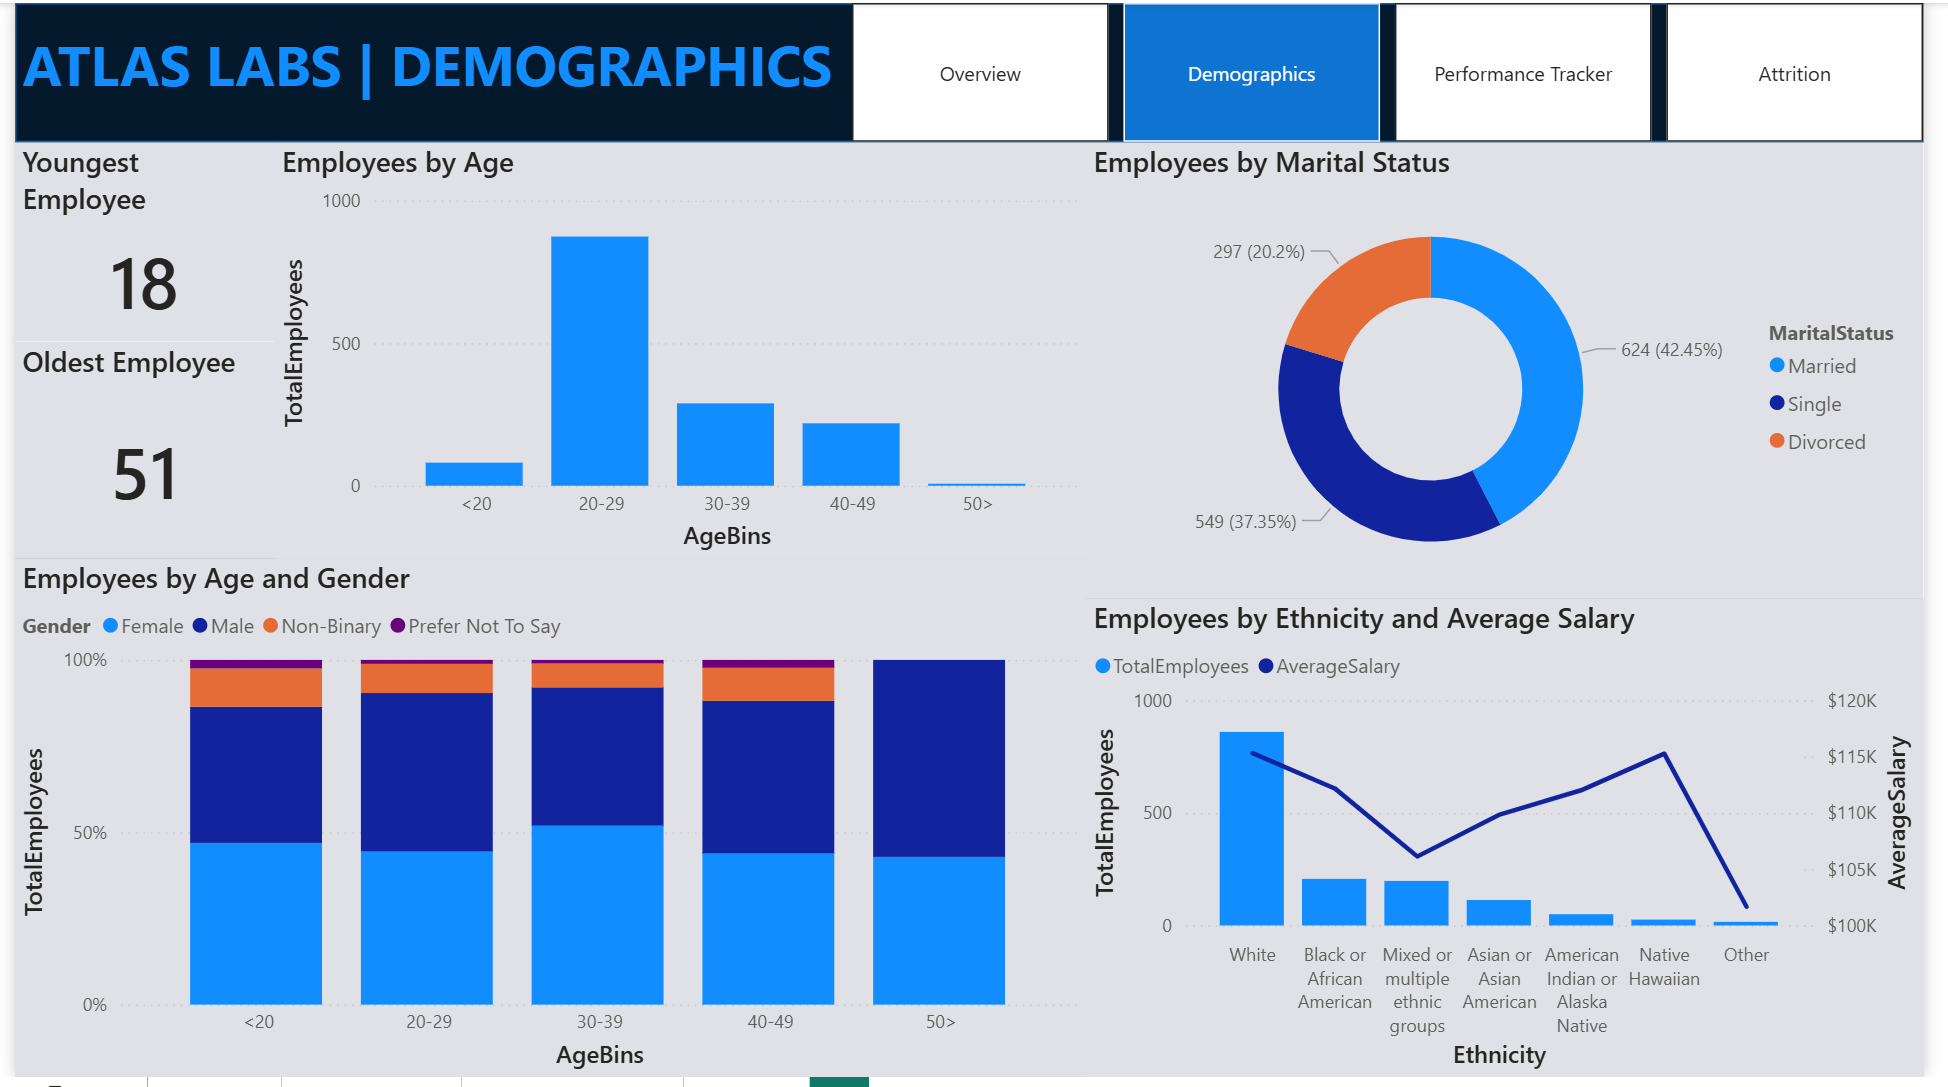 ATLAS LABS | DEMOGRAPHICS
Overview
Demographics
Performance Tracker
Attrition
Youngest
Employee
18
Oldest Employee
51
Employees by Age
TotalEmployees
1000
500
0
<20
20-29
30-39
40-49
50>
AgeBins
Employees by Marital Status
297 (20.2%)
624 (42.45%)
549 (37.35%)
MaritalStatus
Married
Single
Divorced
Employees by Age and Gender
Gender Female Male Non-Binary Prefer Not To Say
TotalEmployees
100%
50%
0%
<20
20-29
30-39
40-49
50>
AgeBins
Employees by Ethnicity and Average Salary
TotalEmployees AverageSalary
TotalEmployees
1000
500
0
$120K
$115K
$110K
$105K
$100K
AverageSalary
White
Black or
African
American
Mixed or
multiple
ethnic
groups
Asian or
Asian
American
American
Indian or
Alaska
Native
Native
Hawaiian
Other
Ethnicity